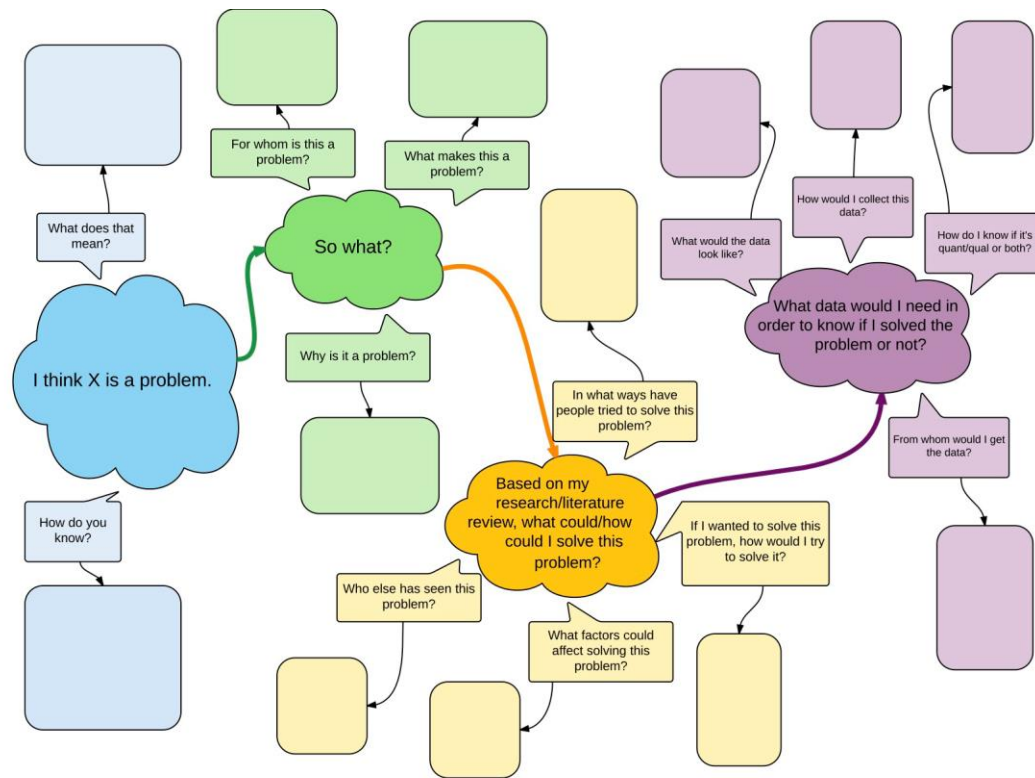 What does that
mean?
I think X is a problem.
How do you
know?
For whom is this a
problem?
What makes this a
problem?
So what?
Why is it a problem?
In what ways have
people tried to solve this
problem?
Based on my
research/literature
review, what could/how
could I solve this
problem?
Who else has seen this
problem?
What factors could
affect solving this
problem?
If I wanted to solve this
problem, how would I try
to solve it?
What would the data
look like?
How would I collect this
data?
How do I know if it's
quant/qual or both?
What data would I need in
order to know if I solved the
problem or not?
From whom would I get
the data?